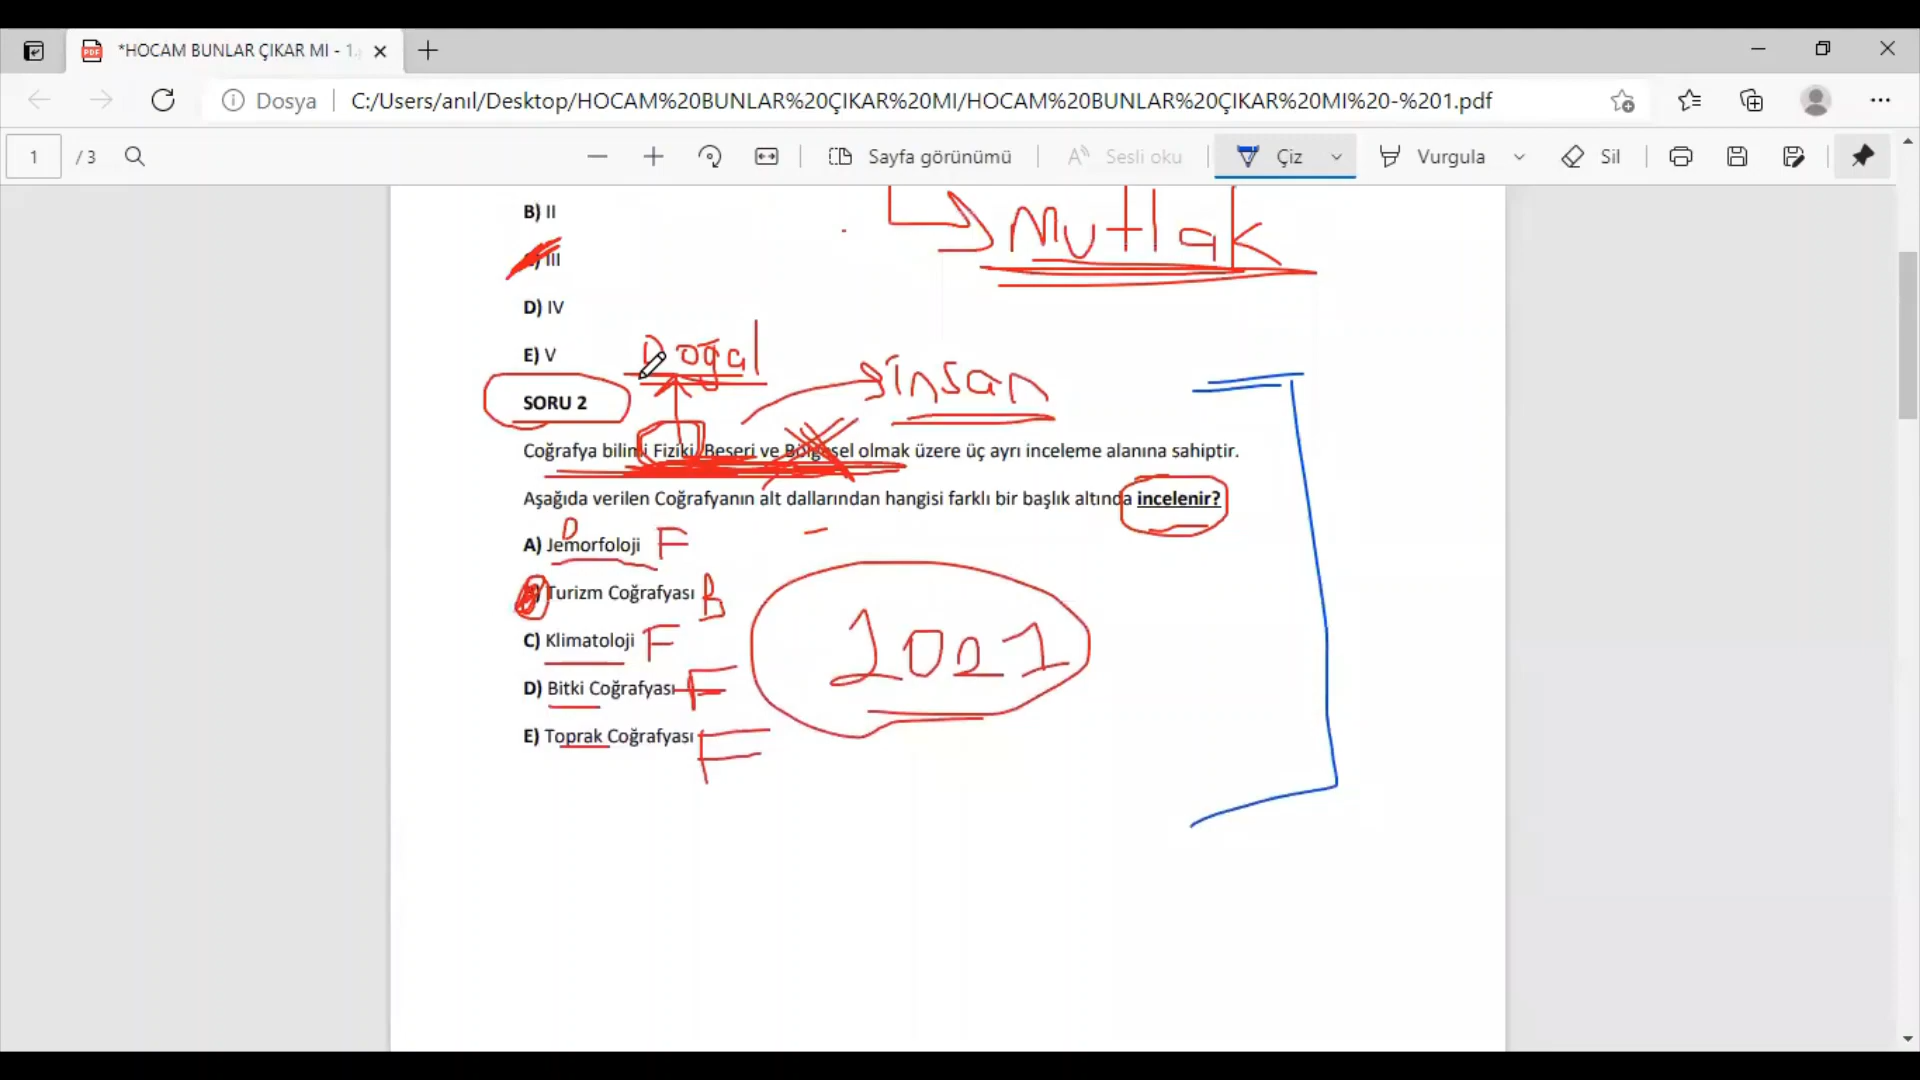 *HOCAM BUNLAR ÇIKAR MI - 1.
Dosya C:/Users/anıl/Desktop/HOCAM%20BUNLAR%20ÇIKAR%20MI/HOCAM%20BUNLAR%20ÇIKAR%20MI%20-%201.pdf
1 / 3 Sayfa görünümü Sesli oku Çiz Vurgula Sil
B) II
Mutlak
III
D) IV
E) V
Doğal
insan
SORU 2
Coğrafya bilimi Fiziki, Beşeri ve Bölgesel olmak üzere üç ayrı inceleme alanına sahiptir.
Aşağıda verilen Coğrafyanın alt dallarından hangisi farklı bir başlık altında incelenir?
D
A) Jemorfoloji F
Turizm Coğrafyası B
C) Klimatoloji F
2021
D) Bitki Coğrafyası F
E) Toprak Coğrafyası F